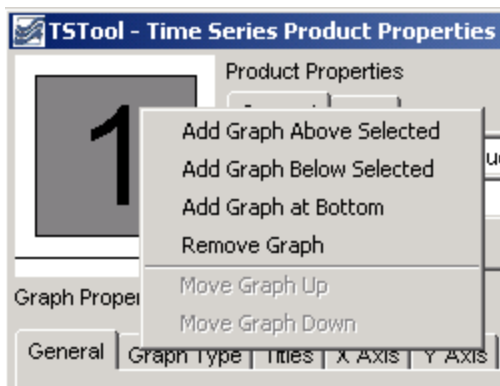 TSTool - Time Series Product Properties
Product Properties
1
Add Graph Above Selected
Add Graph Below Selected
Add Graph at Bottom
Remove Graph
Move Graph Up
Graph Proper
Move Graph Down
General Graph Type Titles X Axis Y Axis